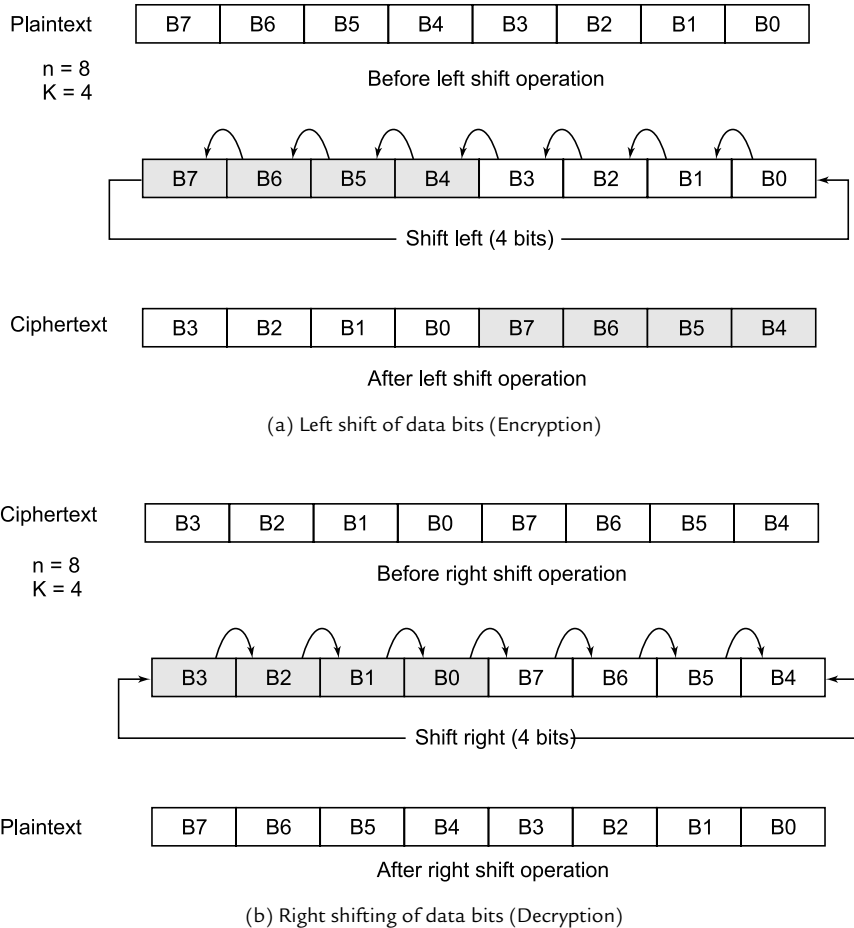 Plaintext B7 B6 B5 B4 B3 B2 B1 B0
n = 8
K = 4
Before left shift operation
B7 B6 B5 B4 B3 B2 B1 B0
Shift left (4 bits)
Ciphertext B3 B2 B1 B0 B7 B6 B5 B4
After left shift operation
(a) Left shift of data bits (Encryption)
Ciphertext B3 B2 B1 B0 B7 B6 B5 B4
n = 8
K = 4
Before right shift operation
B3 B2 B1 B0 B7 B6 B5 B4
Shift right (4 bits)
Plaintext B7 B6 B5 B4 B3 B2 B1 B0
After right shift operation
(b) Right shifting of data bits (Decryption)